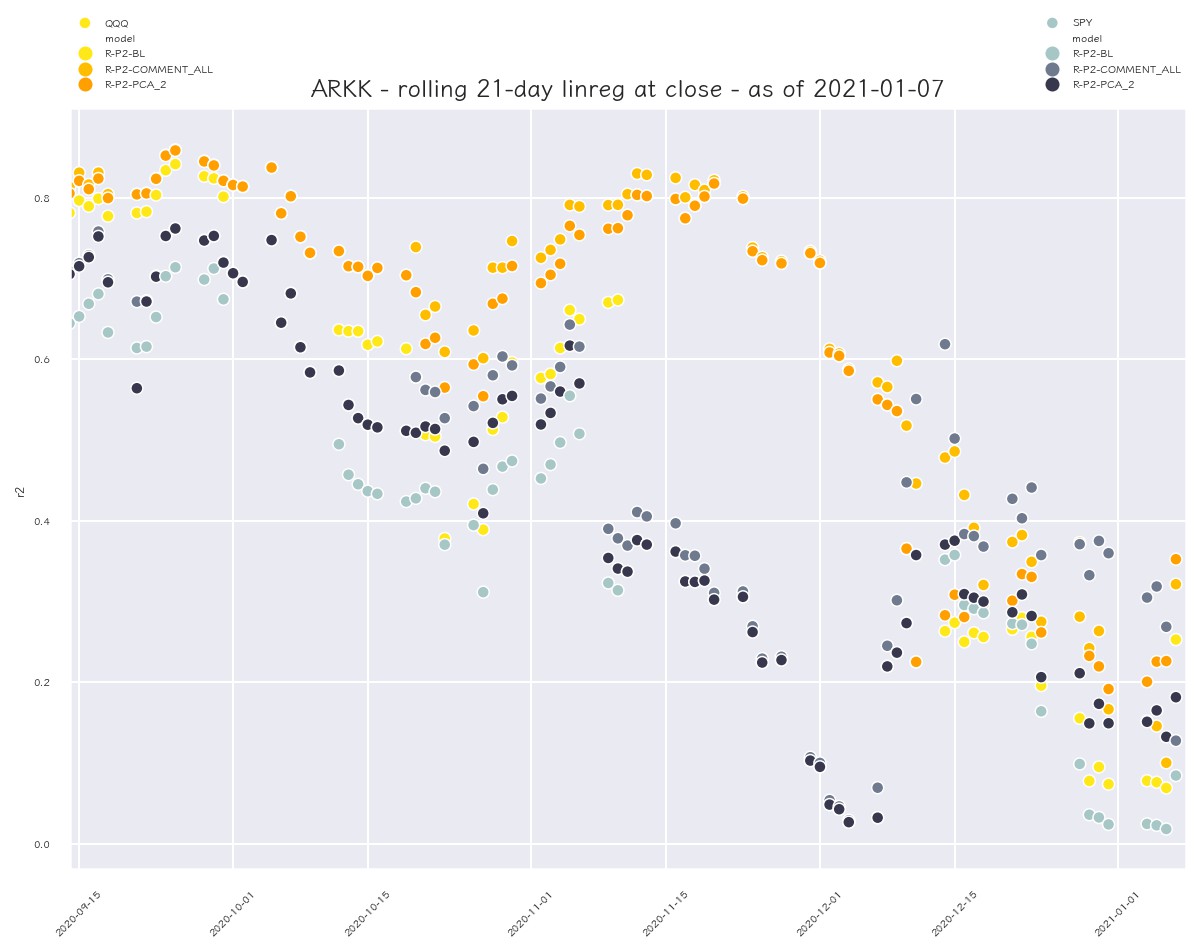 QQQ
model
R-P2-BL
R-P2-COMMENT_ALL
R-P2-PCA_2
SPY
model
R-P2-BL
R-P2-COMMENT_ALL
R-P2-PCA_2
ARKK - rolling 21-day linreg at close - as of 2021-01-07
r2
0.8
0.6
0.4
0.2
0.0
2020-09-15
2020-10-01
2020-10-15
2020-11-01
2020-11-15
2020-12-01
2020-12-15
2021-01-01